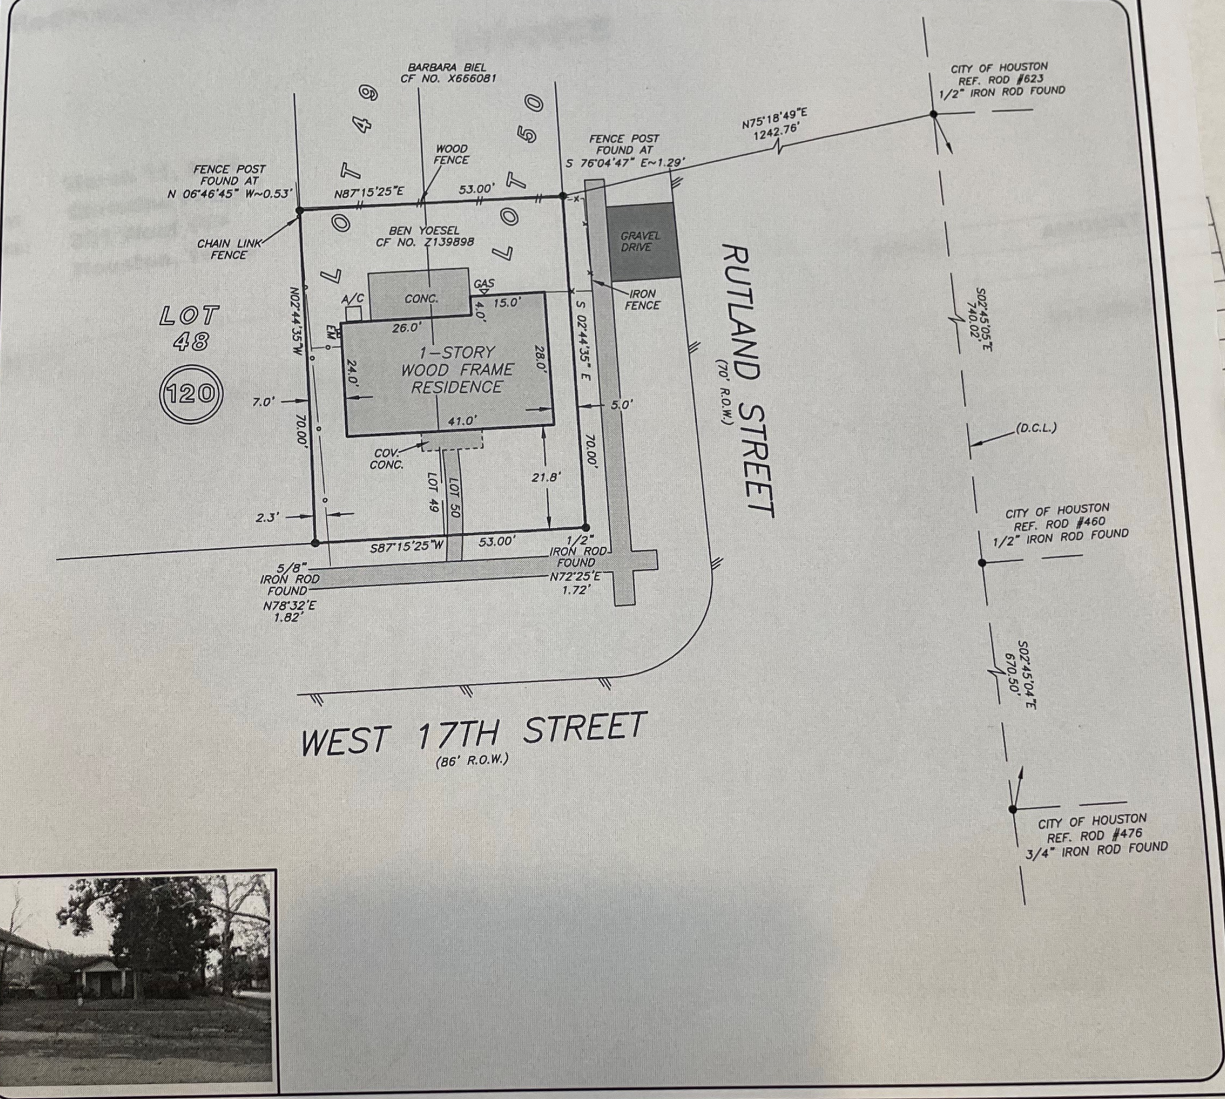 BARBARA BIEL
CF NO. X666081
CITY OF HOUSTON
REF. ROD #623
1/2" IRON ROD FOUND
N75°18'49"E
1242.76'
LOT 49
LOT 50
WOOD
FENCE
FENCE POST
FOUND AT
S 76°04'47" E~1.29'
FENCE POST
FOUND AT
N 06°46'45" W~0.53'
N87°15'25"E 53.00'
CHAIN LINK
FENCE
BEN YOESEL
CF NO. Z139898
GRAVEL
DRIVE
IRON
FENCE
A/C
CONC.
GAS
15.0'
4.0'
26.0'
EM
N02°44'35"W 70.00'
S 02°44'35" E 70.00'
LOT
48
120
1-STORY
WOOD FRAME
RESIDENCE
24.0'
28.0'
7.0'
5.0'
41.0'
COV.
CONC.
LOT 49
LOT 50
21.8'
2.3'
S87°15'25"W 53.00'
5/8"
IRON ROD
FOUND
N78°32'E
1.82'
1/2"
IRON ROD
FOUND
N72°25'E
1.72'
RUTLAND STREET
(70' R.O.W.)
S02°45'05"E
740.02'
(D.C.L.)
CITY OF HOUSTON
REF. ROD #460
1/2" IRON ROD FOUND
S02°45'04"E
670.50'
WEST 17TH STREET
(86' R.O.W.)
CITY OF HOUSTON
REF. ROD #476
3/4" IRON ROD FOUND